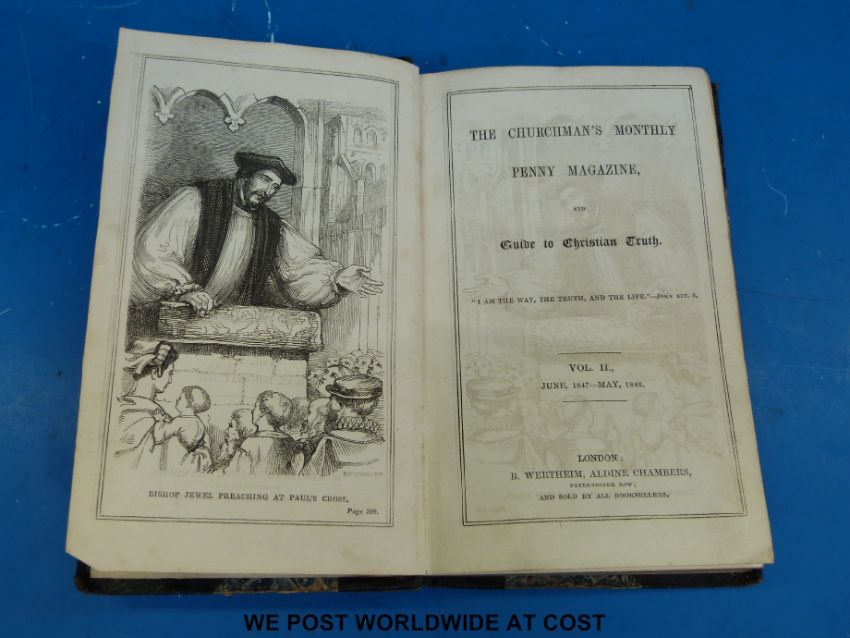 BISHOP JEWEL PREACHING AT PAUL'S CROSS.
Page 389.
THE CHURCHMAN'S MONTHLY
PENNY MAGAZINE,
AND
Guide to Christian Truth.
"I AM THE WAY, THE TRUTH, AND THE LIFE."—JOHN XIV. 6.
VOL. II.,
JUNE, 1847—MAY, 1848.
LONDON;
B. WERTHEIM, ALDINE CHAMBERS,
PATERNOSTER ROW;
AND SOLD BY ALL BOOKSELLERS.
WE POST WORLDWIDE AT COST